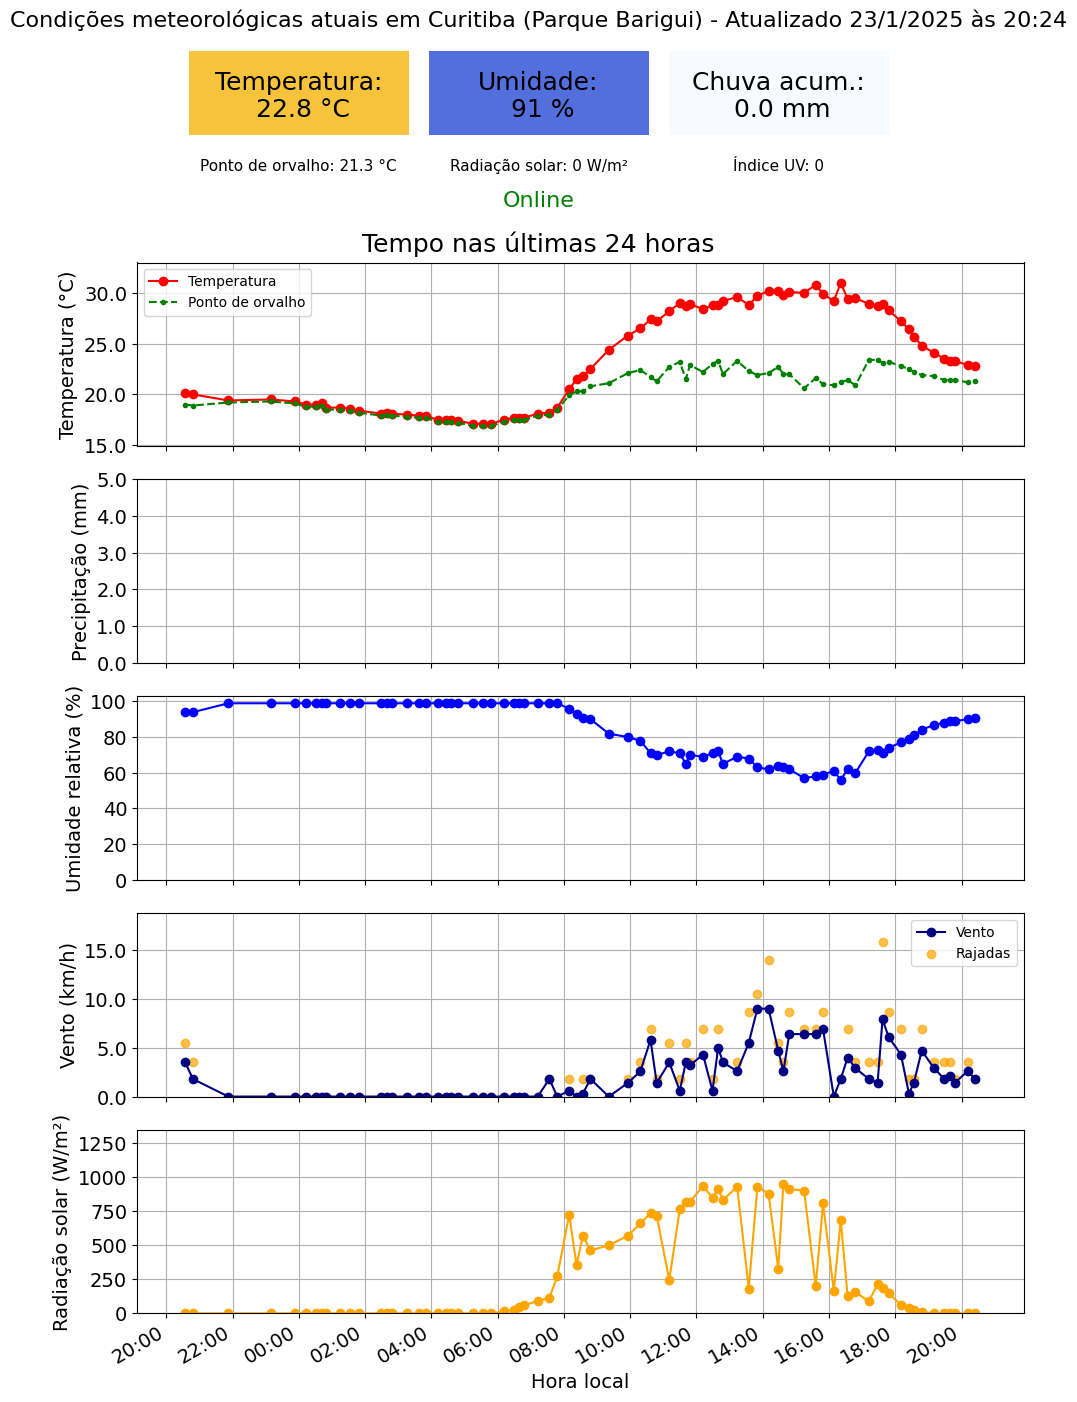 Condições meteorológicas atuais em Curitiba (Parque Barigui) - Atualizado 23/1/2025 às 20:24
Temperatura:
22.8 °C
Umidade:
91 %
Chuva acum.:
0.0 mm
Ponto de orvalho: 21.3 °C
Radiação solar: 0 W/m²
Índice UV: 0
Online
Tempo nas últimas 24 horas
Temperatura (°C)
30.0
25.0
20.0
15.0
Temperatura
Ponto de orvalho
Precipitação (mm)
5.0
4.0
3.0
2.0
1.0
0.0
Umidade relativa (%)
100
80
60
40
20
0
Vento (km/h)
15.0
10.0
5.0
0.0
Vento
Rajadas
Radiação solar (W/m²)
1250
1000
750
500
250
0
20:00
22:00
00:00
02:00
04:00
06:00
08:00
10:00
12:00
14:00
16:00
18:00
20:00
Hora local